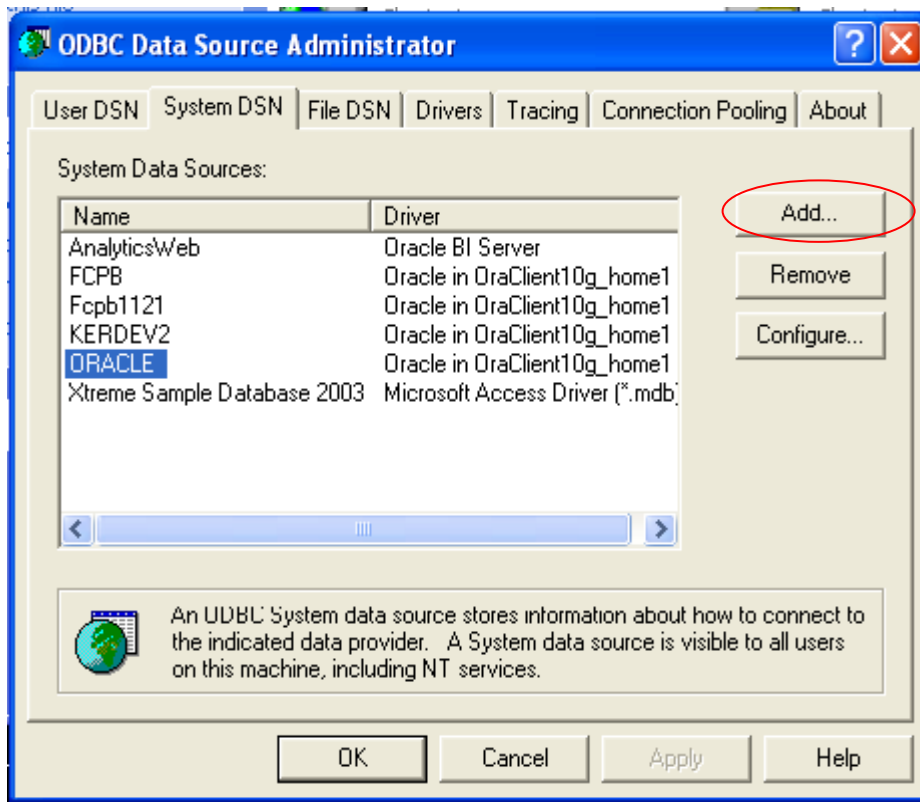 ODBC Data Source Administrator
User DSN System DSN File DSN Drivers Tracing Connection Pooling About
System Data Sources:
Name Driver
AnalyticsWeb Oracle BI Server
FCPB Oracle in OraClient10g_home1
Fcpb1121 Oracle in OraClient10g_home1
KERDEV2 Oracle in OraClient10g_home1
ORACLE Oracle in OraClient10g_home1
Xtreme Sample Database 2003 Microsoft Access Driver (*.mdb)
Add...
Remove
Configure...
An ODBC System data source stores information about how to connect to
the indicated data provider. A System data source is visible to all users
on this machine, including NT services.
OK Cancel Apply Help